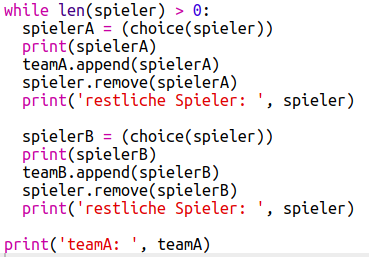 while len(spieler) > 0:
  spielerA = (choice(spieler))
  print(spielerA)
  teamA.append(spielerA)
  spieler.remove(spielerA)
  print('restliche Spieler: ', spieler)

  spielerB = (choice(spieler))
  print(spielerB)
  teamB.append(spielerB)
  spieler.remove(spielerB)
  print('restliche Spieler: ', spieler)

print('teamA: ', teamA)